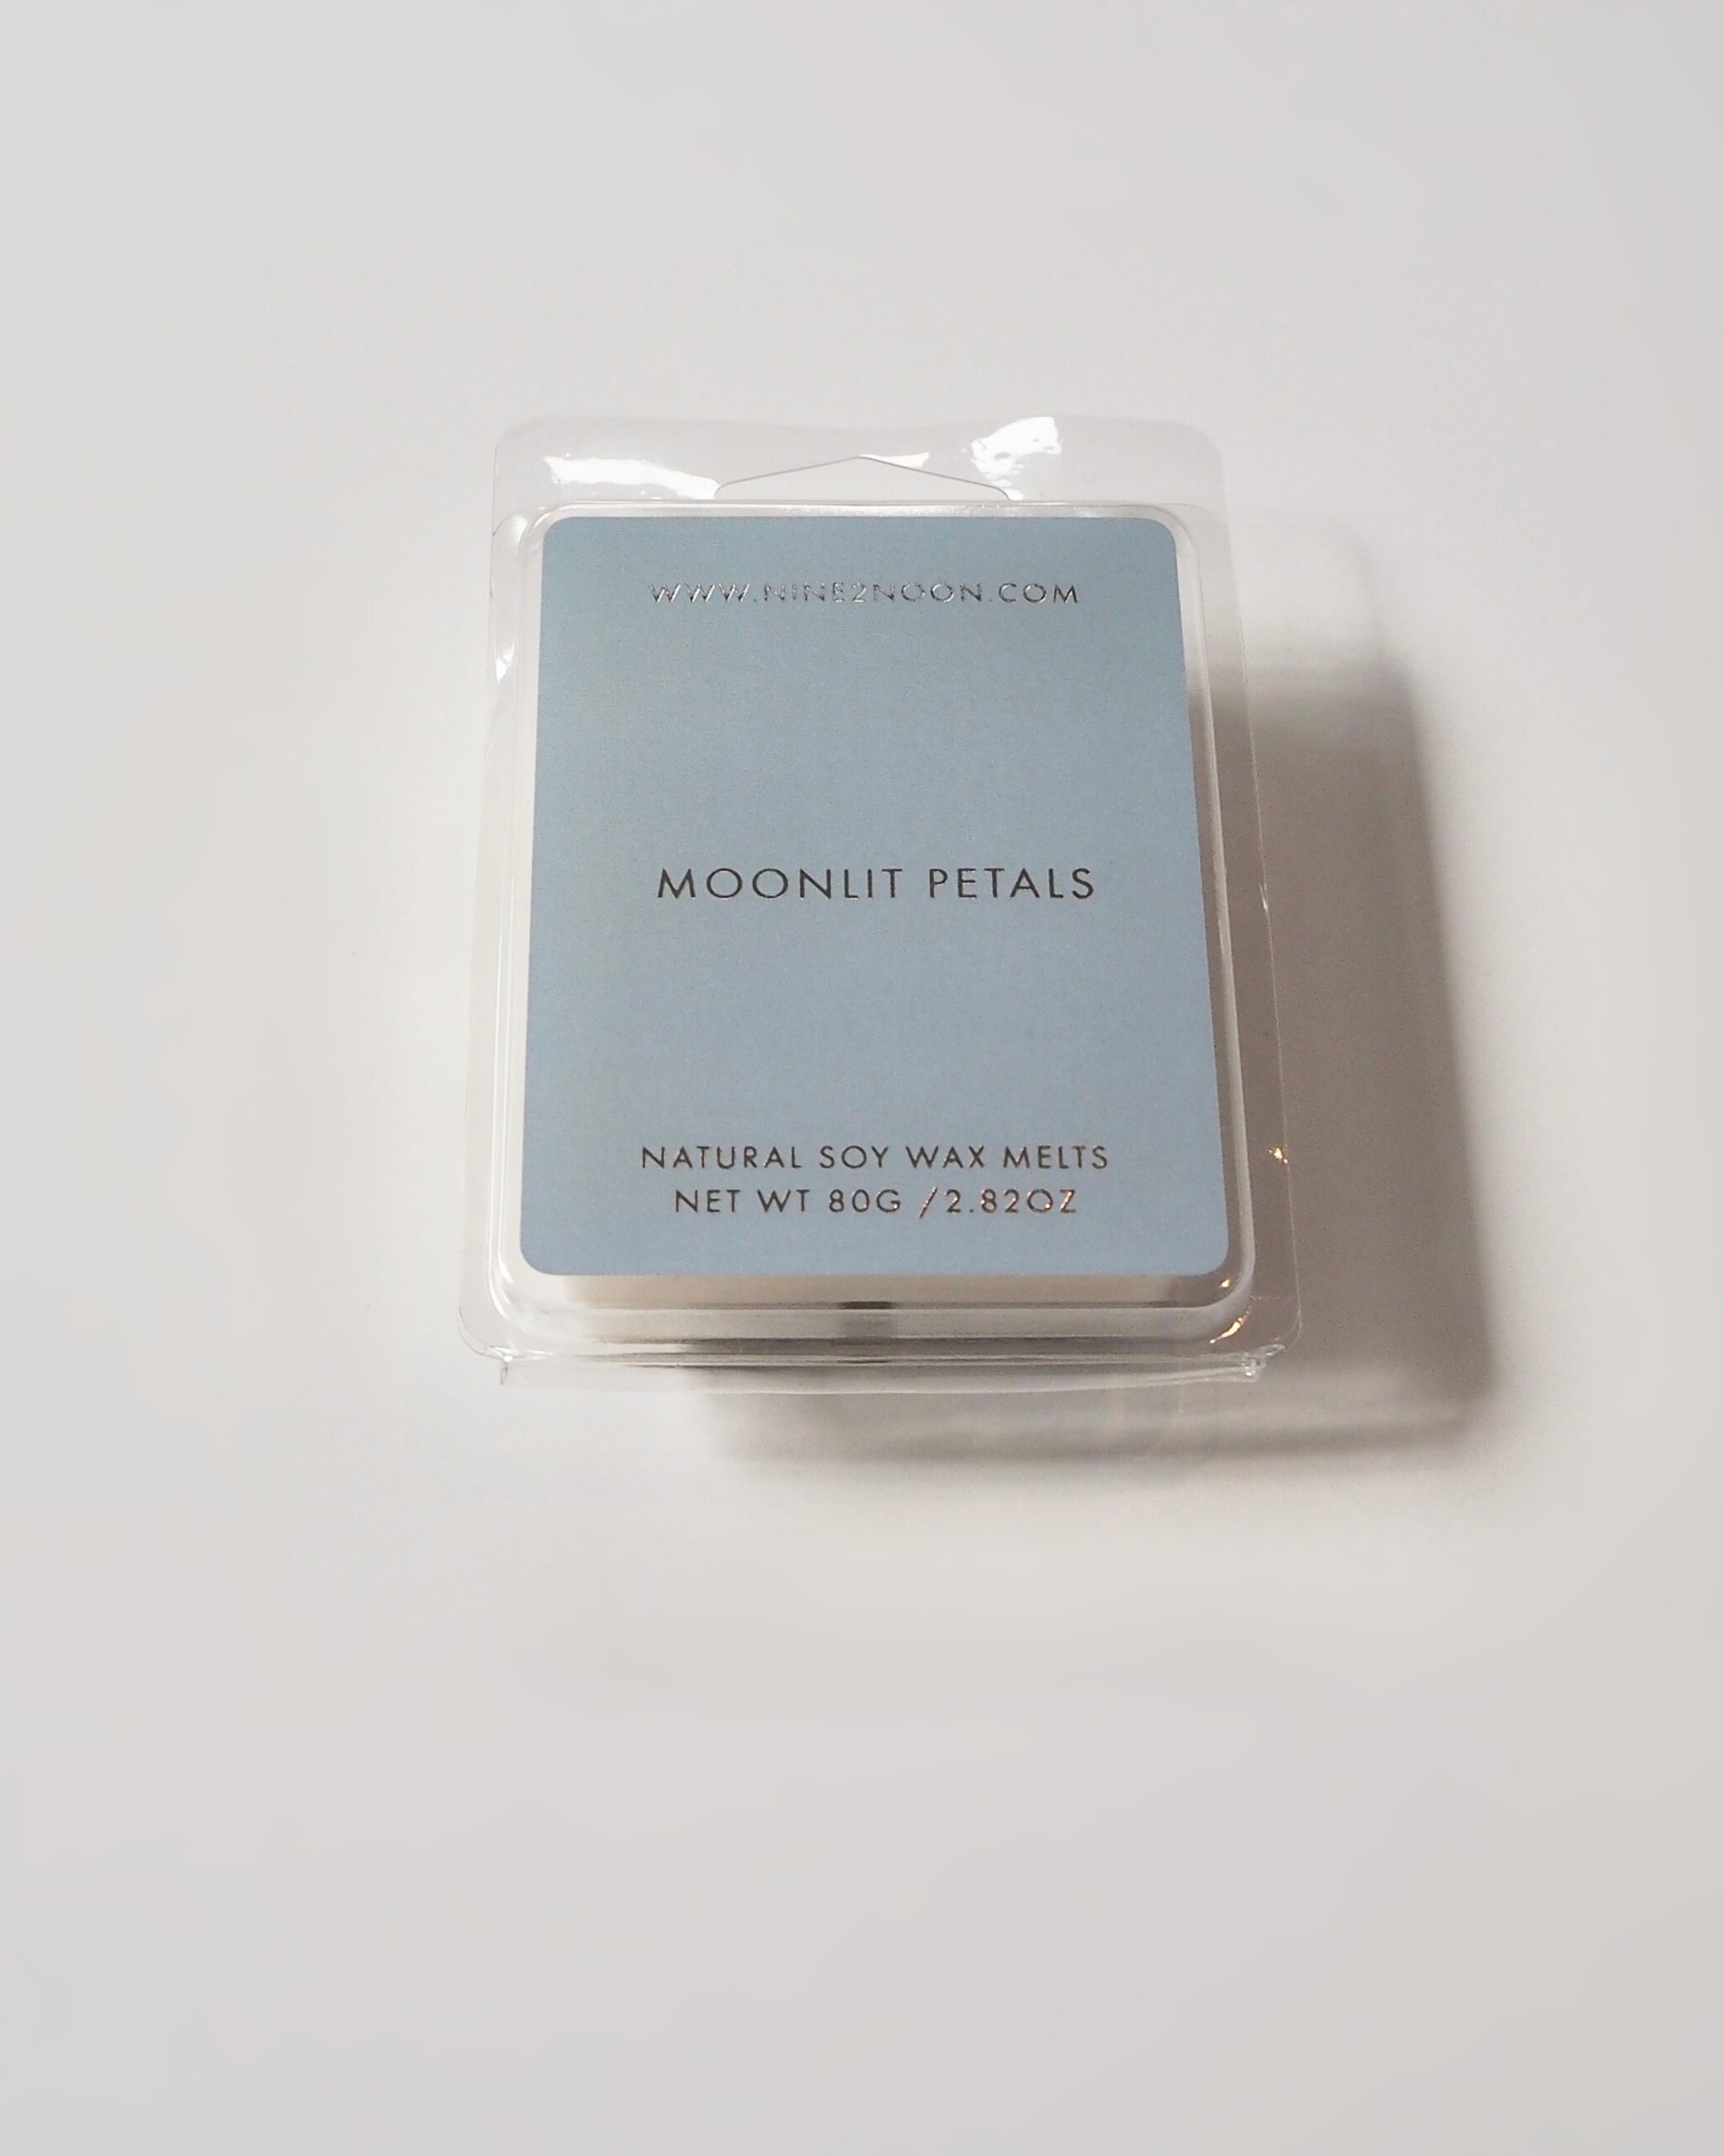 WWW.NINE2NOON.COM
MOONLIT PETALS
NATURAL SOY WAX MELTS
NET WT 80G /2.82OZ